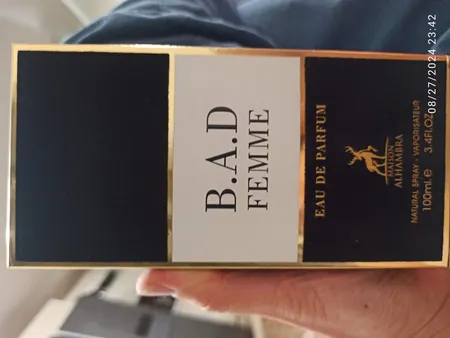 B.A.D
FEMME
EAU DE PARFUM
MAISON
ALHAMBRA
NATURAL SPRAY - VAPORISATEUR
100ml.e 3.4FL.OZ
08/27/2024 23:42